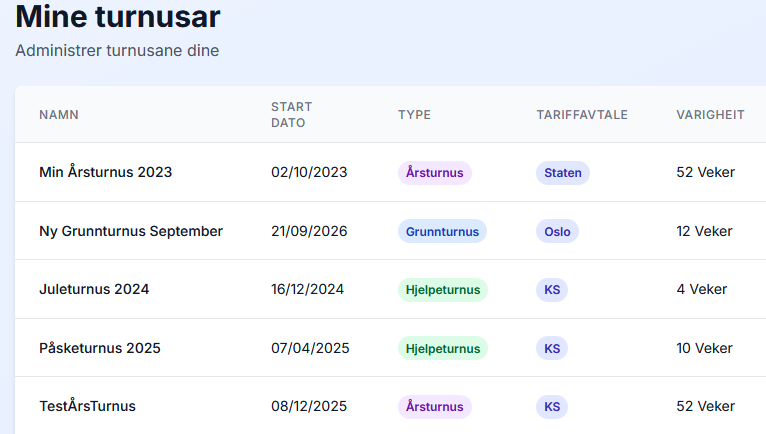 Mine turnusar
Administrer turnusane dine
NAMN START DATO TYPE TARIFFAVTALE VARIGHEIT
Min Årsturnus 2023 02/10/2023 Årsturnus Staten 52 Veker
Ny Grunnturnus September 21/09/2026 Grunnturnus Oslo 12 Veker
Juleturnus 2024 16/12/2024 Hjelpeturnus KS 4 Veker
Påsketurnus 2025 07/04/2025 Hjelpeturnus KS 10 Veker
TestÅrsTurnus 08/12/2025 Årsturnus KS 52 Veker